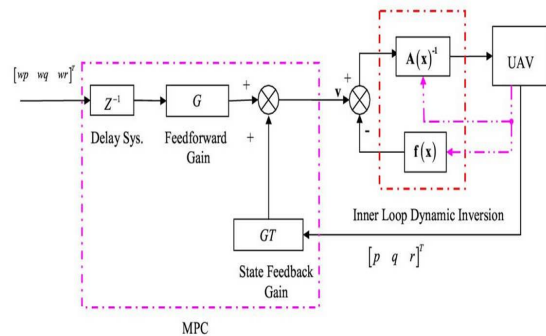 [wp wq wr]^T
Z^{-1}
G
+
+
v
+
-
A(x)^{-1}
UAV
Delay Sys.
Feedforward
Gain
f(x)
Inner Loop Dynamic Inversion
GT
[p q r]^T
State Feedback
Gain
MPC